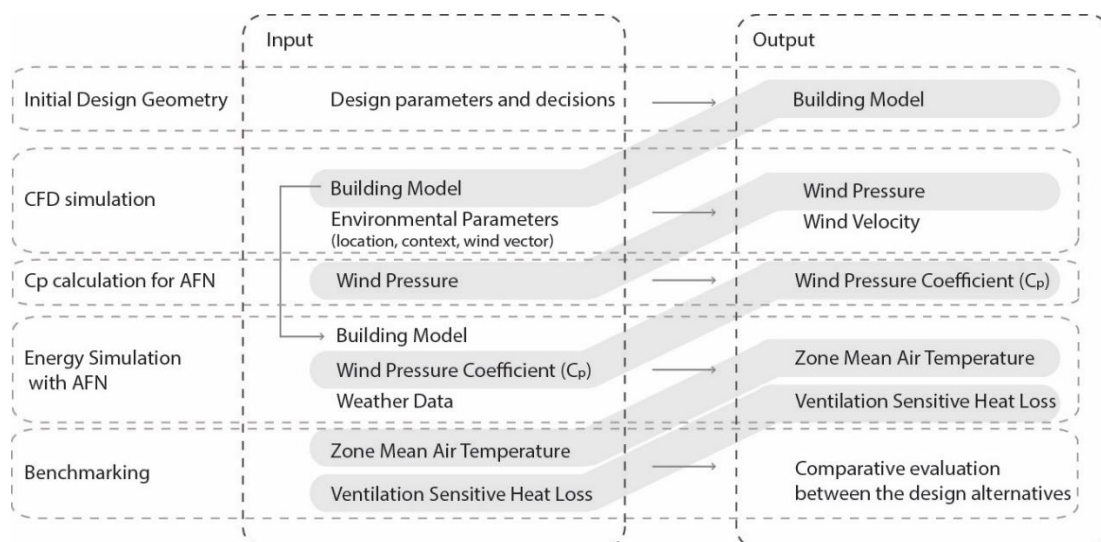 Input
Output
Initial Design Geometry
Design parameters and decisions
Building Model
CFD simulation
Building Model
Environmental Parameters
(location, context, wind vector)
Wind Pressure
Wind Velocity
Cp calculation for AFN
Wind Pressure
Wind Pressure Coefficient (Cₚ)
Energy Simulation
with AFN
Building Model
Wind Pressure Coefficient (Cₚ)
Weather Data
Zone Mean Air Temperature
Ventilation Sensitive Heat Loss
Benchmarking
Zone Mean Air Temperature
Ventilation Sensitive Heat Loss
Comparative evaluation
between the design alternatives